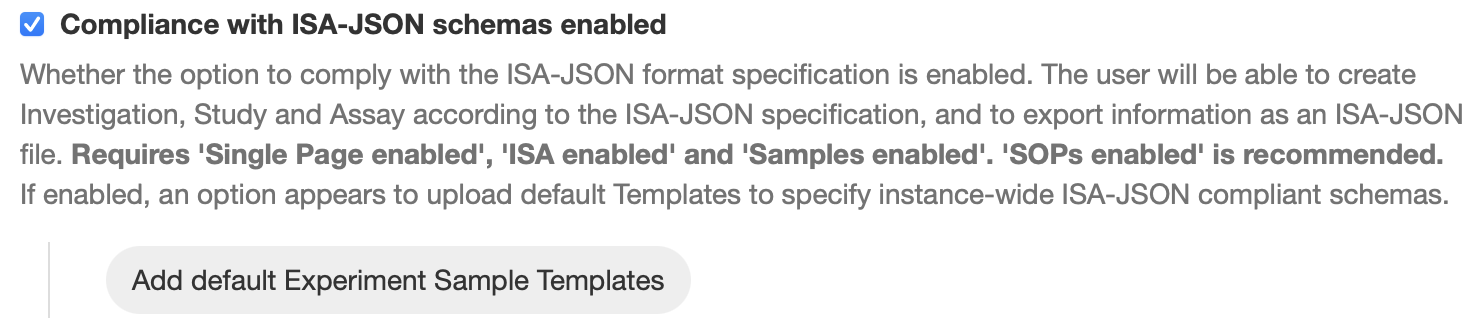 Compliance with ISA-JSON schemas enabled
Whether the option to comply with the ISA-JSON format specification is enabled. The user will be able to create
Investigation, Study and Assay according to the ISA-JSON specification, and to export information as an ISA-JSON
file. Requires 'Single Page enabled', 'ISA enabled' and 'Samples enabled'. 'SOPs enabled' is recommended.
If enabled, an option appears to upload default Templates to specify instance-wide ISA-JSON compliant schemas.
Add default Experiment Sample Templates